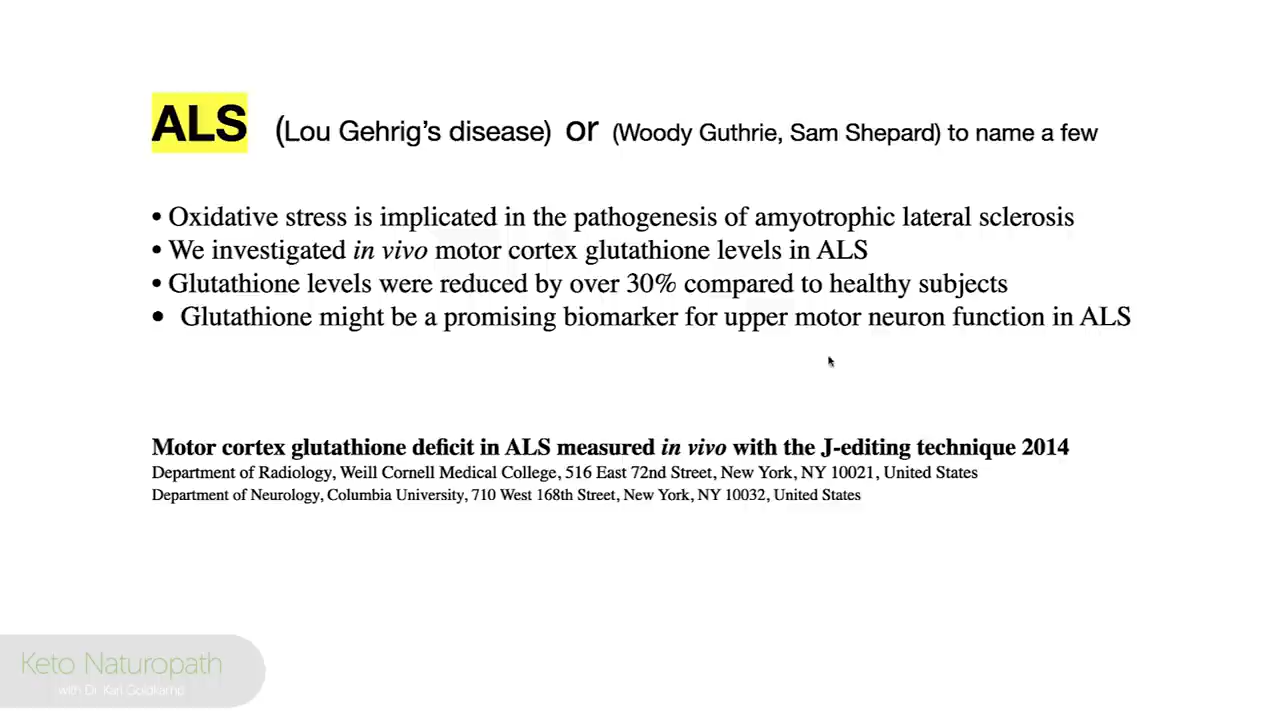 ALS (Lou Gehrig’s disease) or (Woody Guthrie, Sam Shepard) to name a few
• Oxidative stress is implicated in the pathogenesis of amyotrophic lateral sclerosis
• We investigated in vivo motor cortex glutathione levels in ALS
• Glutathione levels were reduced by over 30% compared to healthy subjects
• Glutathione might be a promising biomarker for upper motor neuron function in ALS
Motor cortex glutathione deficit in ALS measured in vivo with the J-editing technique 2014
Department of Radiology, Weill Cornell Medical College, 516 East 72nd Street, New York, NY 10021, United States
Department of Neurology, Columbia University, 710 West 168th Street, New York, NY 10032, United States
Keto Naturopath
with Dr. Karl Goldkamp